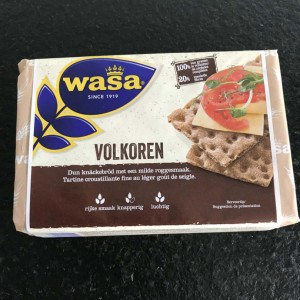 wasa
SINCE 1919
100%
20%
VOLKOREN
Dun knäckebröd met een milde roggesmaak.
Tartine croustillante fine au léger goût de seigle.
rijke smaak knapperig luchtig
Serveertip:
Suggestion de présentation